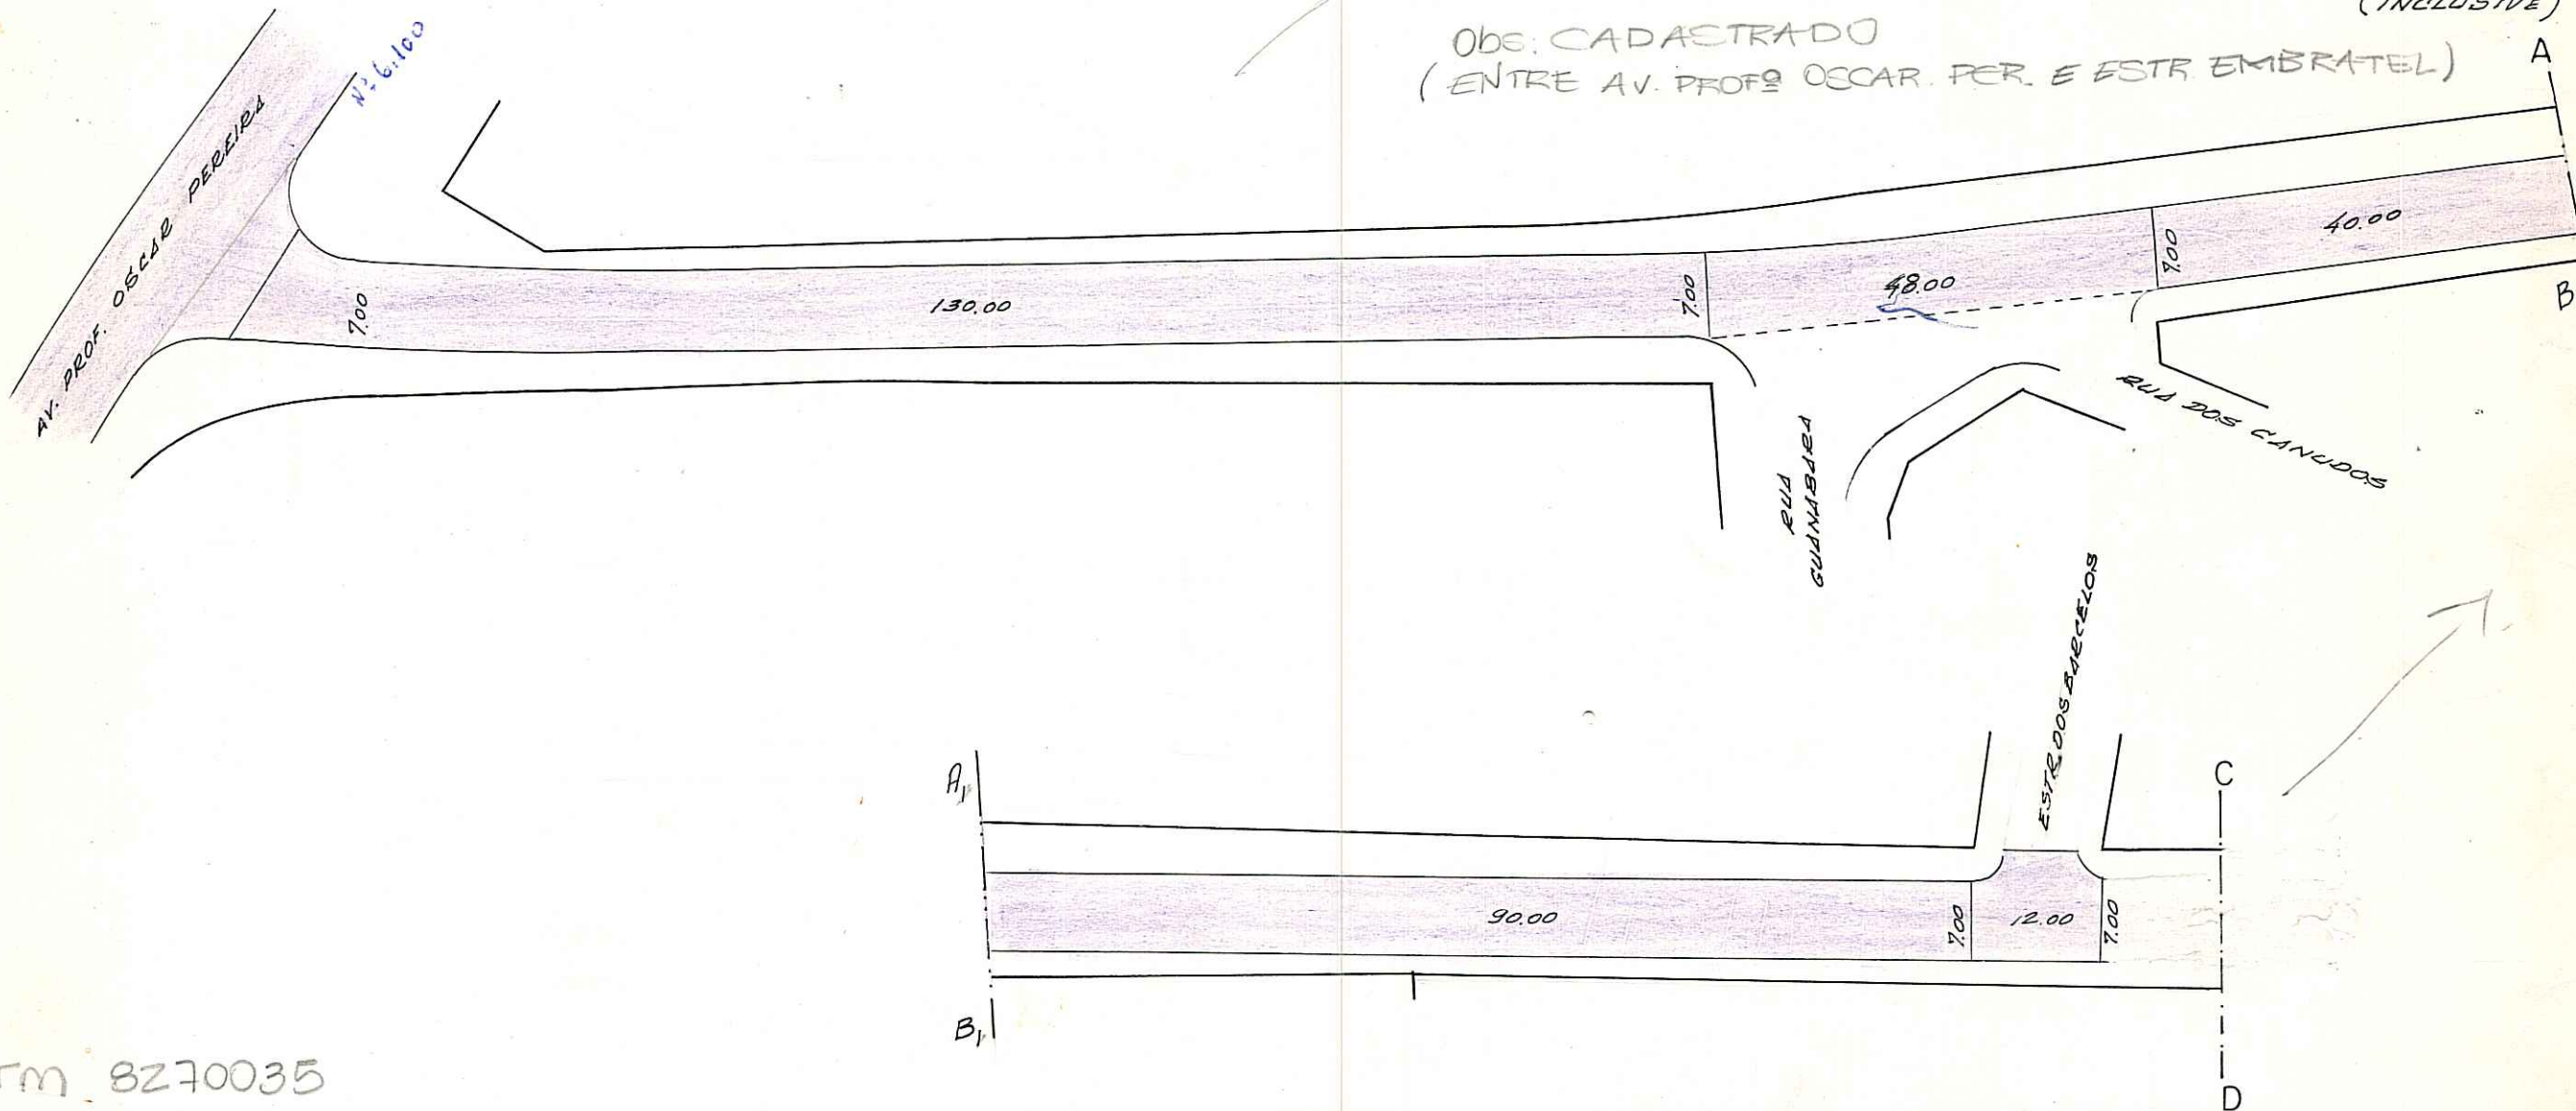 (INCLUSIVE)
Obs: CADASTRADO
(ENTRE AV. PROFº OSCAR. PER. E ESTR. EMBRATEL)
A
Nº 6.100
AV. PROF. OSCAR PEREIRA
7.00
130.00
7.00
48.00
7.00
40.00
B
RUA DOS CANUDOS
RUA
GUANABARA
ESTR. DOS BARCELOS
A1
C
90.00
7.00
12.00
7.00
B1
D
TM 8270035